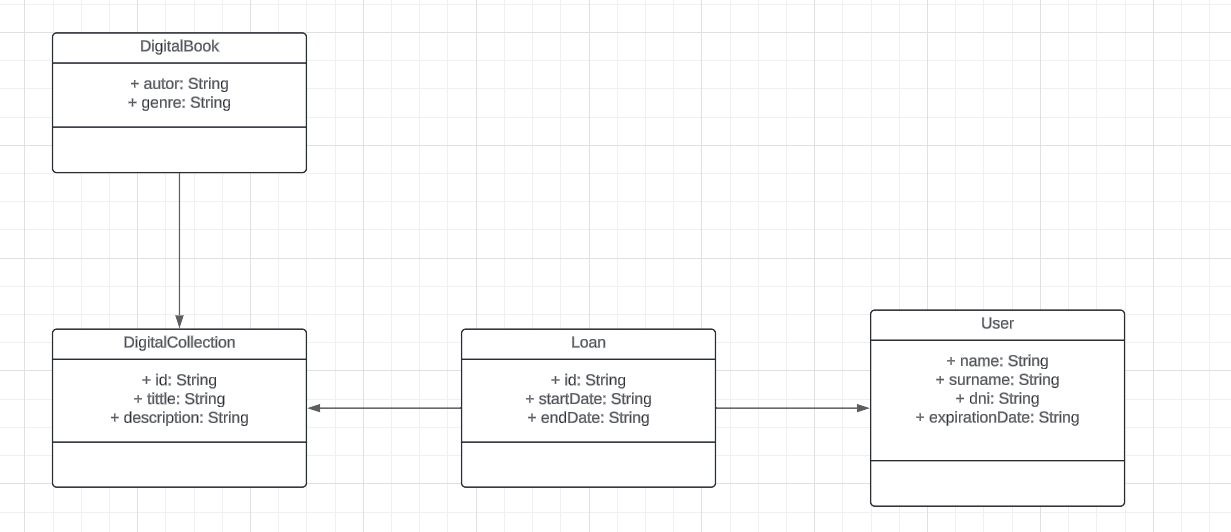 DigitalBook
+ autor: String
+ genre: String
DigitalCollection
+ id: String
+ tittle: String
+ description: String
Loan
+ id: String
+ startDate: String
+ endDate: String
User
+ name: String
+ surname: String
+ dni: String
+ expirationDate: String